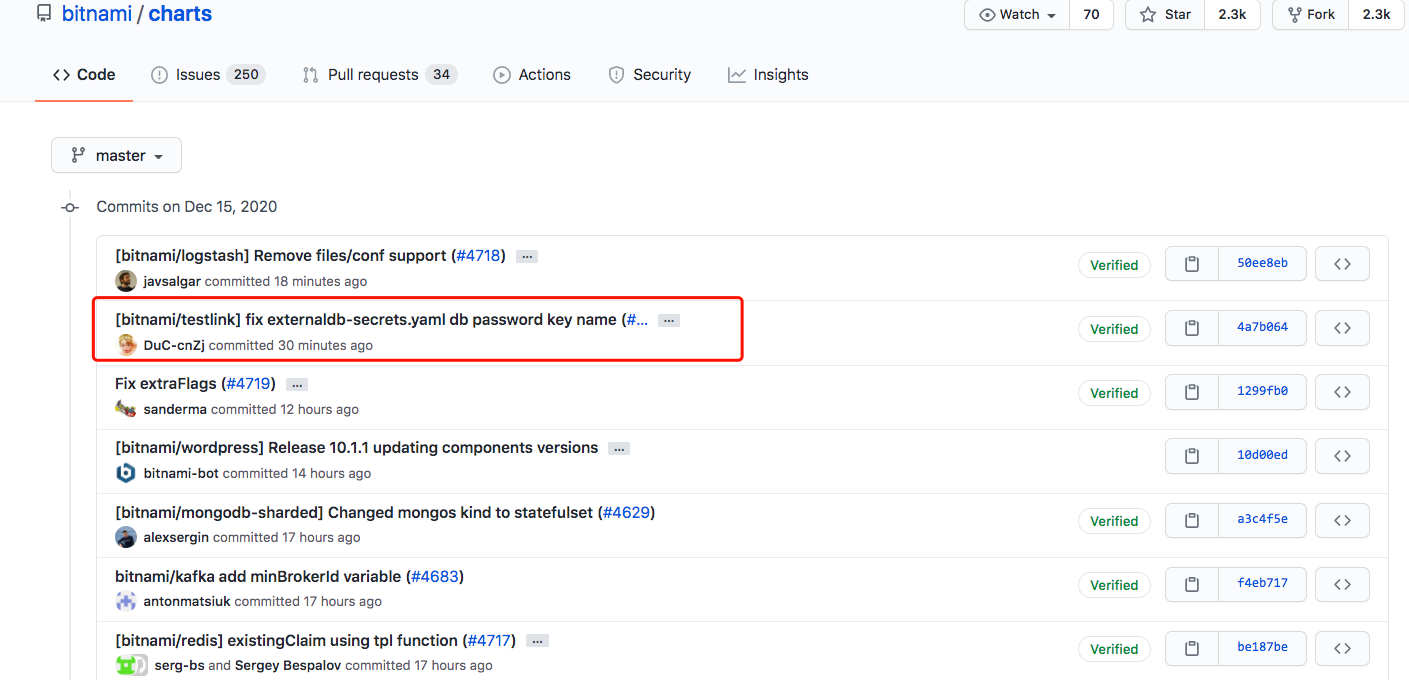 bitnami / charts
Watch 70 Star 2.3k Fork 2.3k
Code Issues 250 Pull requests 34 Actions Security Insights
master
Commits on Dec 15, 2020
[bitnami/logstash] Remove files/conf support (#4718) ...
javsalgar committed 18 minutes ago
Verified 50ee8eb
[bitnami/testlink] fix externaldb-secrets.yaml db password key name (#... ...
DuC-cnZj committed 30 minutes ago
Verified 4a7b064
Fix extraFlags (#4719) ...
sanderma committed 12 hours ago
Verified 1299fb0
[bitnami/wordpress] Release 10.1.1 updating components versions ...
bitnami-bot committed 14 hours ago
10d00ed
[bitnami/mongodb-sharded] Changed mongos kind to statefulset (#4629)
alexsergin committed 17 hours ago
Verified a3c4f5e
bitnami/kafka add minBrokerId variable (#4683)
antonmatsiuk committed 17 hours ago
Verified f4eb717
[bitnami/redis] existingClaim using tpl function (#4717) ...
serg-bs and Sergey Bespalov committed 17 hours ago
Verified be187be